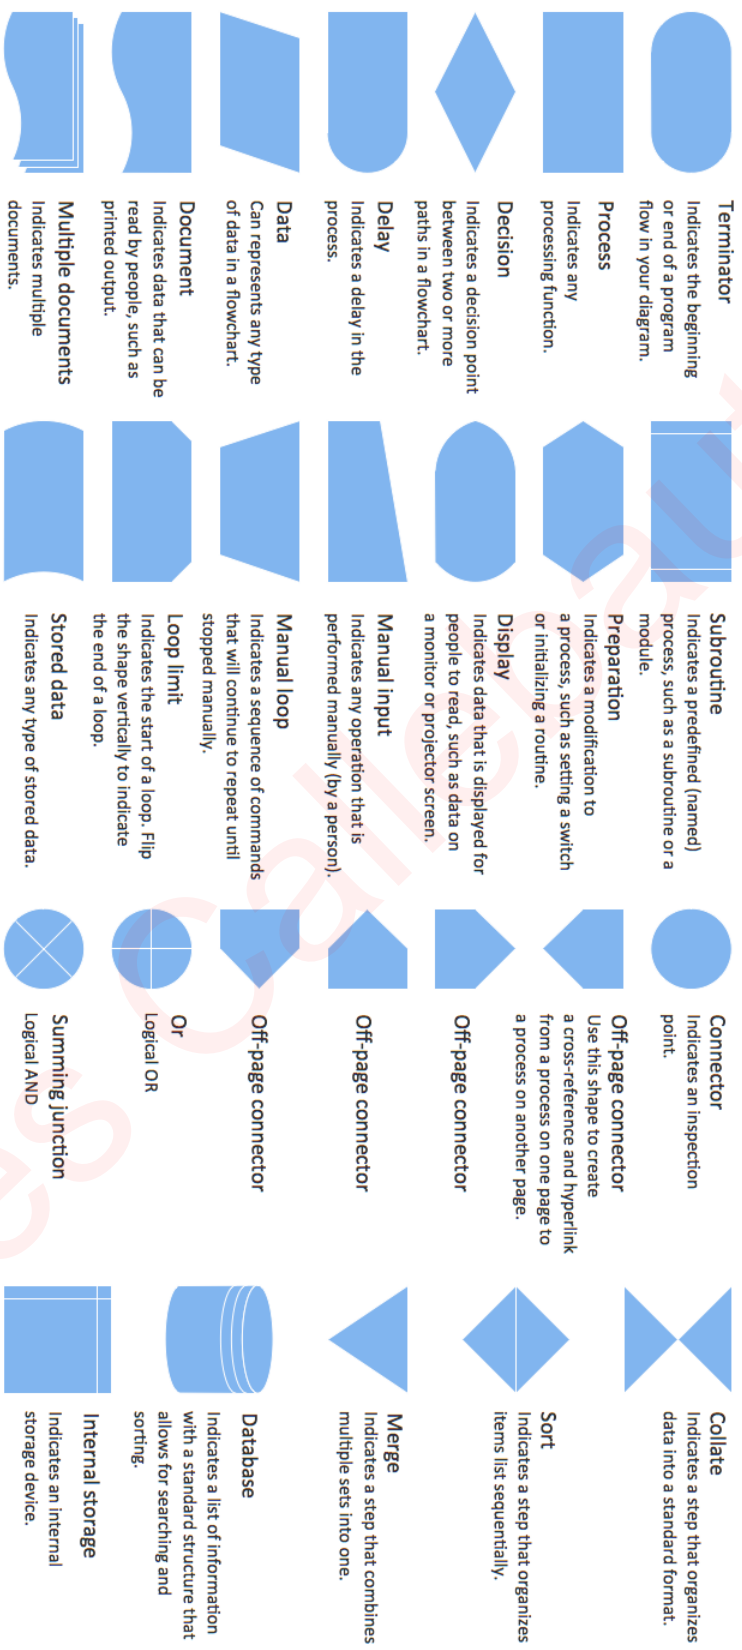 Terminator
Indicates the beginning
or end of a program
flow in your diagram.
Process
Indicates any
processing function.
Decision
Indicates a decision point
between two or more
paths in a flowchart.
Delay
Indicates a delay in the
process.
Data
Can represents any type
of data in a flowchart.
Document
Indicates data that can be
read by people, such as
printed output.
Multiple documents
Indicates multiple
documents.
Subroutine
Indicates a predefined (named)
process, such as a subroutine or a
module.
Preparation
Indicates a modification to
a process, such as setting a switch
or initializing a routine.
Display
Indicates data that is displayed for
people to read, such as data on
a monitor or projector screen.
Manual input
Indicates any operation that is
performed manually (by a person).
Manual loop
Indicates a sequence of commands
that will continue to repeat until
stopped manually.
Loop limit
Indicates the start of a loop. Flip
the shape vertically to indicate
the end of a loop.
Stored data
Indicates any type of stored data.
Connector
Indicates an inspection
point.
Off-page connector
Use this shape to create
a cross-reference and hyperlink
from a process on one page to
a process on another page.
Off-page connector
Off-page connector
Off-page connector
Or
Logical OR
Summing junction
Logical AND
Collate
Indicates a step that organizes
data into a standard format.
Sort
Indicates a step that organizes
items list sequentially.
Merge
Indicates a step that combines
multiple sets into one.
Database
Indicates a list of information
with a standard structure that
allows for searching and
sorting.
Internal storage
Indicates an internal
storage device.